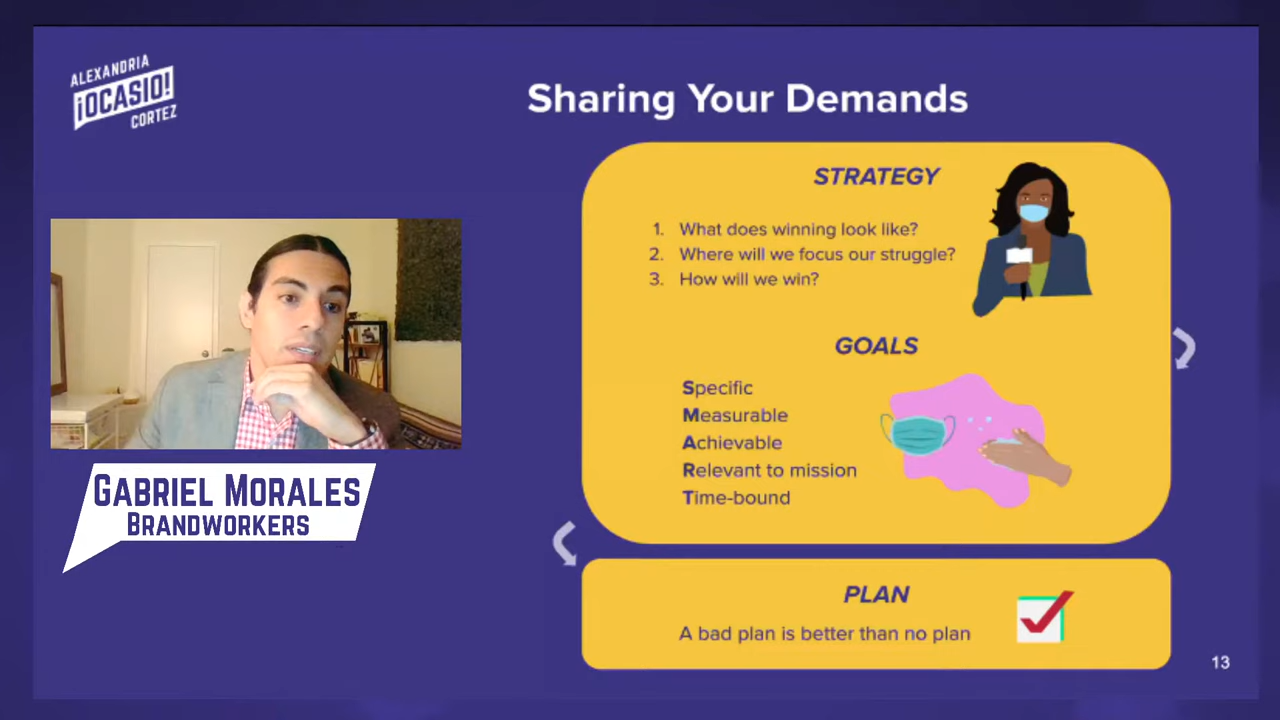 ALEXANDRIA
¡OCASIO!
CORTEZ
Sharing Your Demands
STRATEGY
1. What does winning look like?
2. Where will we focus our struggle?
3. How will we win?
GOALS
Specific
Measurable
Achievable
Relevant to mission
Time-bound
GABRIEL MORALES
BRANDWORKERS
PLAN
A bad plan is better than no plan
13